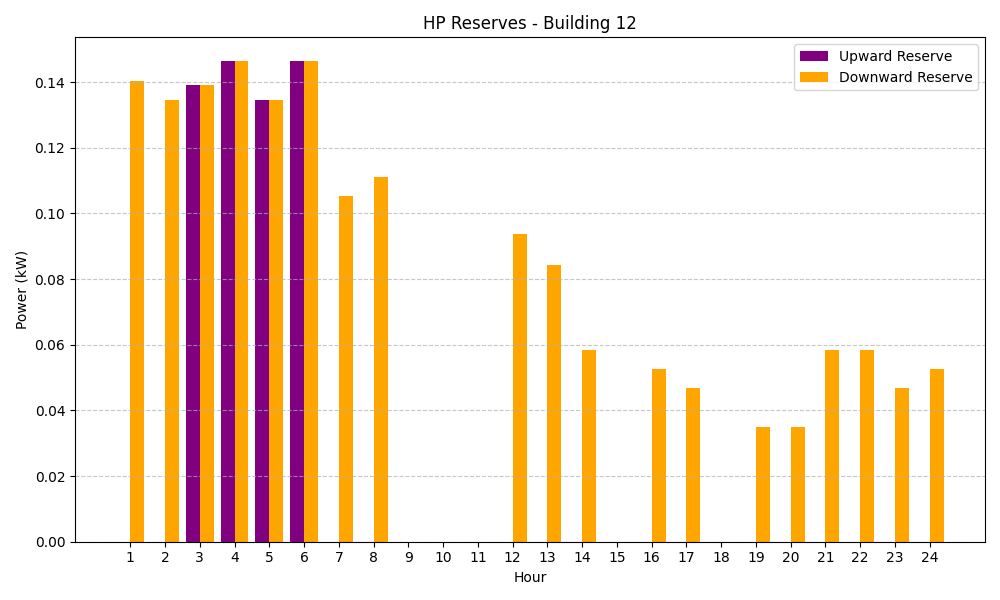 HP Reserves - Building 12
Upward Reserve
Downward Reserve
Power (kW)
0.14
0.12
0.10
0.08
0.06
0.04
0.02
0.00
1 2 3 4 5 6 7 8 9 10 11 12 13 14 15 16 17 18 19 20 21 22 23 24
Hour